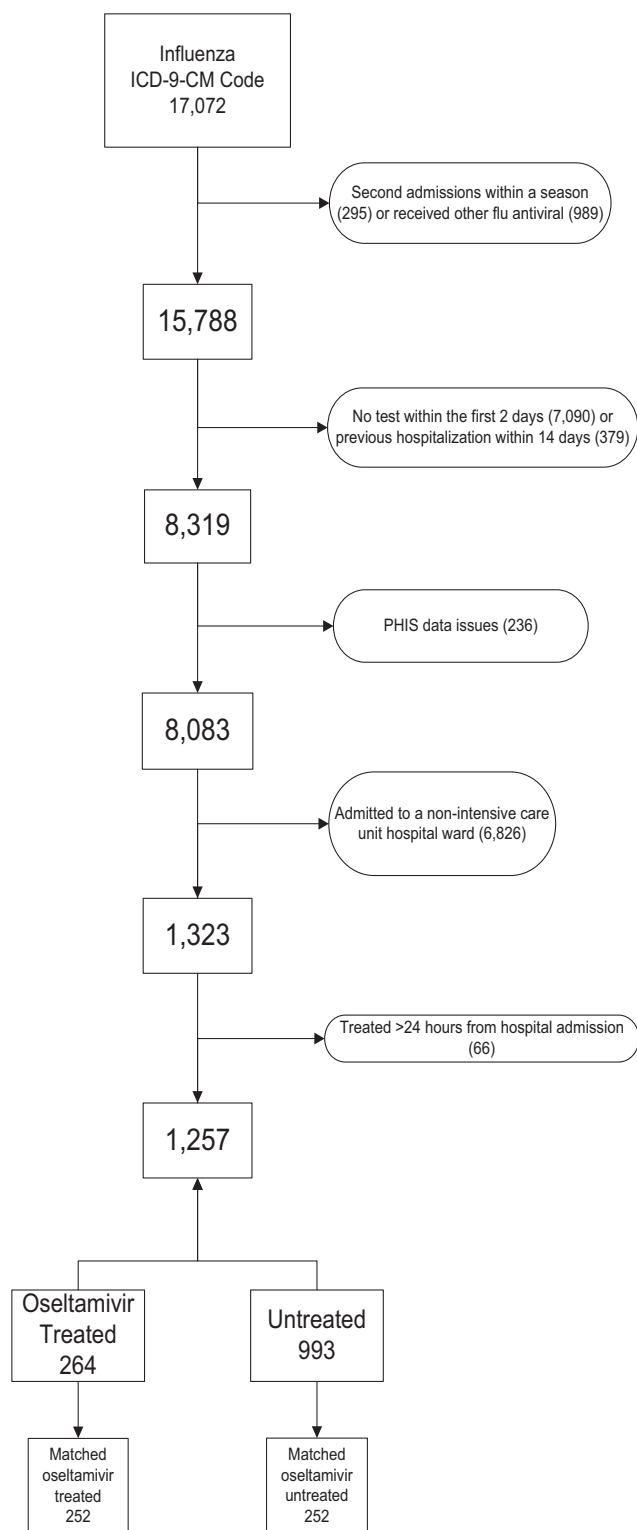 Influenza
ICD-9-CM Code
17,072
Second admissions within a season
(295) or received other flu antiviral (989)
15,788
No test within the first 2 days (7,090) or
previous hospitalization within 14 days (379)
8,319
PHIS data issues (236)
8,083
Admitted to a non-intensive care
unit hospital ward (6,826)
1,323
Treated >24 hours from hospital admission
(66)
1,257
Oseltamivir
Treated
264
Untreated
993
Matched
oseltamivir
treated
252
Matched
oseltamivir
untreated
252